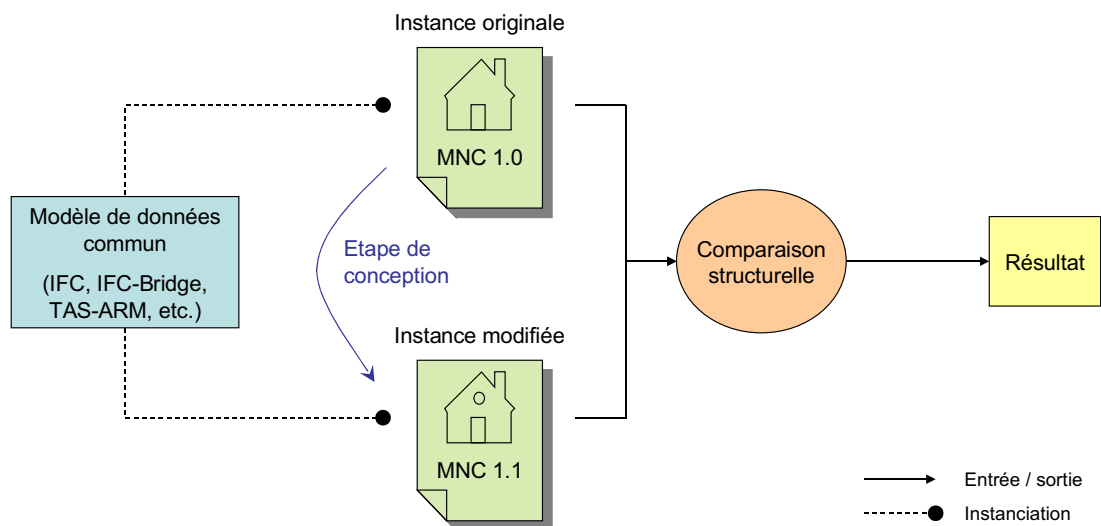 Instance originale
MNC 1.0
Modèle de données
commun
(IFC, IFC-Bridge,
TAS-ARM, etc.)
Etape de
conception
Comparaison
structurelle
Résultat
Instance modifiée
MNC 1.1
Entrée / sortie
Instanciation